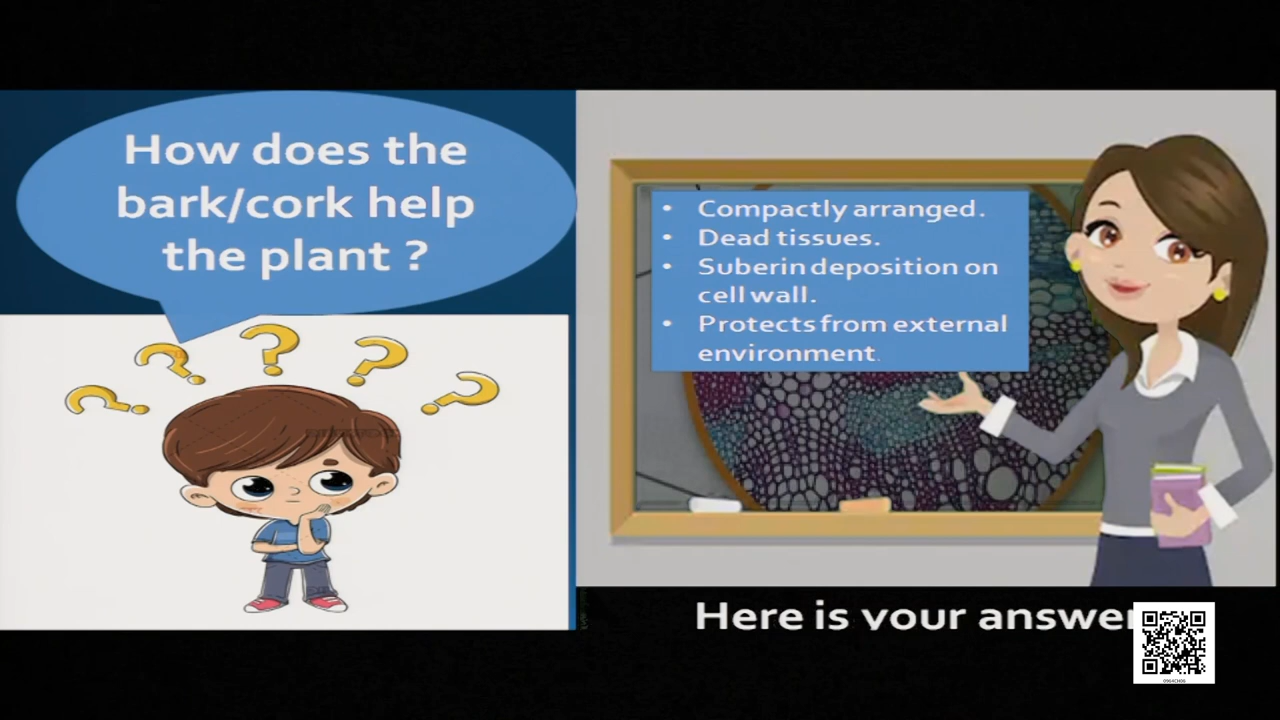 How does the
bark/cork help
the plant ?
• Compactly arranged.
• Dead tissues.
• Suberin deposition on
cell wall.
• Protects from external
environment.
Here is your answer